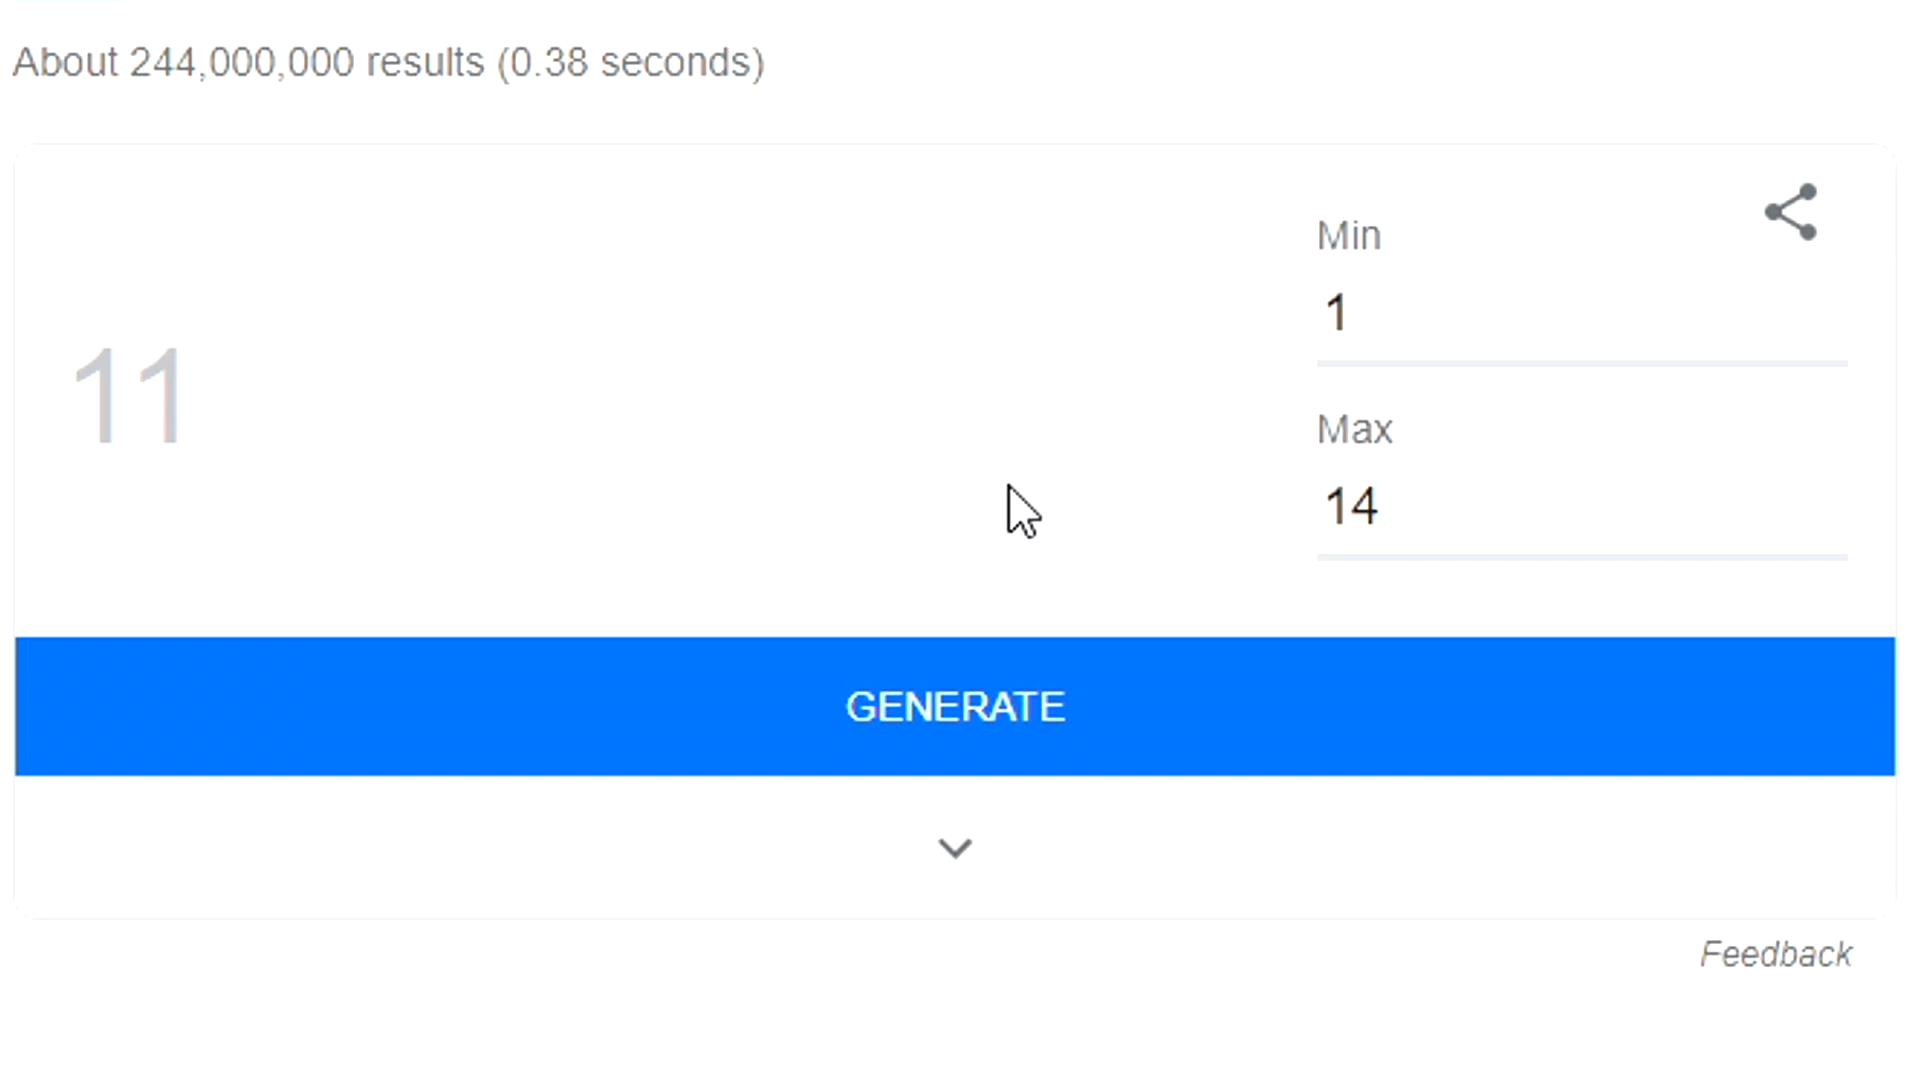 About 244,000,000 results (0.38 seconds)
11
Min
1
Max
14
GENERATE
Feedback